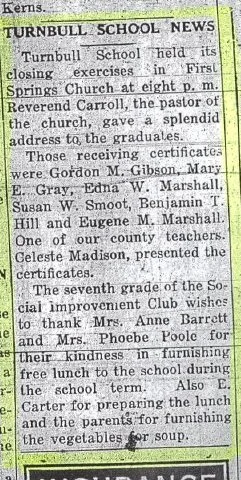 Kerns.
TURNBULL SCHOOL NEWS
Turnbull School held its
closing exercises in First
Springs Church at eight p. m.
Reverend Carroll, the pastor of
the church, gave a splendid
address to the graduates.
Those receiving certificates
were Gordon M. Gibson, Mary
E. Gray, Edna W. Marshall,
Susan W. Smoot, Benjamin T.
Hill and Eugene M. Marshall.
One of our county teachers.
Celeste Madison, presented the
certificates.
The seventh grade of the So-
cial improvement Club wishes
to thank Mrs. Anne Barrett
and Mrs. Phoebe Poole for
their kindness in furnishing
free lunch to the school during
the school term. Also E.
Carter for preparing the lunch
and the parents for furnishing
the vegetables for soup.
INSURANCE